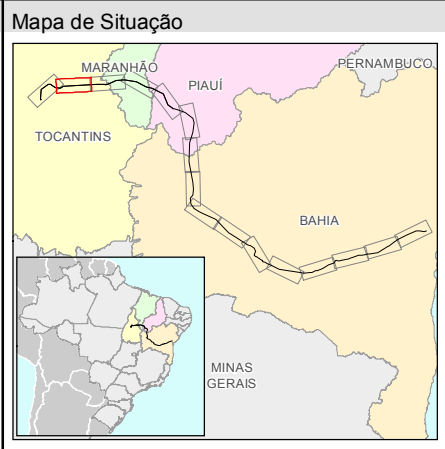 Mapa de Situação
MARANHÃO
PERNAMBUCO
PIAUÍ
TOCANTINS
BAHIA
MINAS
GERAIS